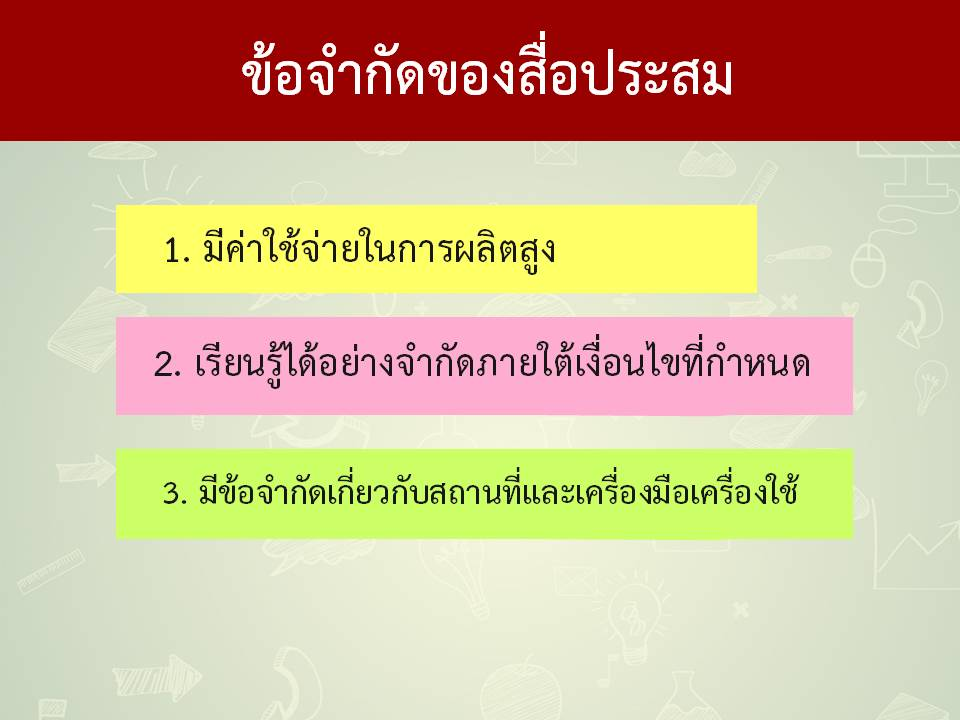 ข้อจำกัดของสื่อประสม
1. มีค่าใช้จ่ายในการผลิตสูง
2. เรียนรู้ได้อย่างจำกัดภายใต้เงื่อนไขที่กำหนด
3. มีข้อจำกัดเกี่ยวกับสถานที่และเครื่องมือเครื่องใช้